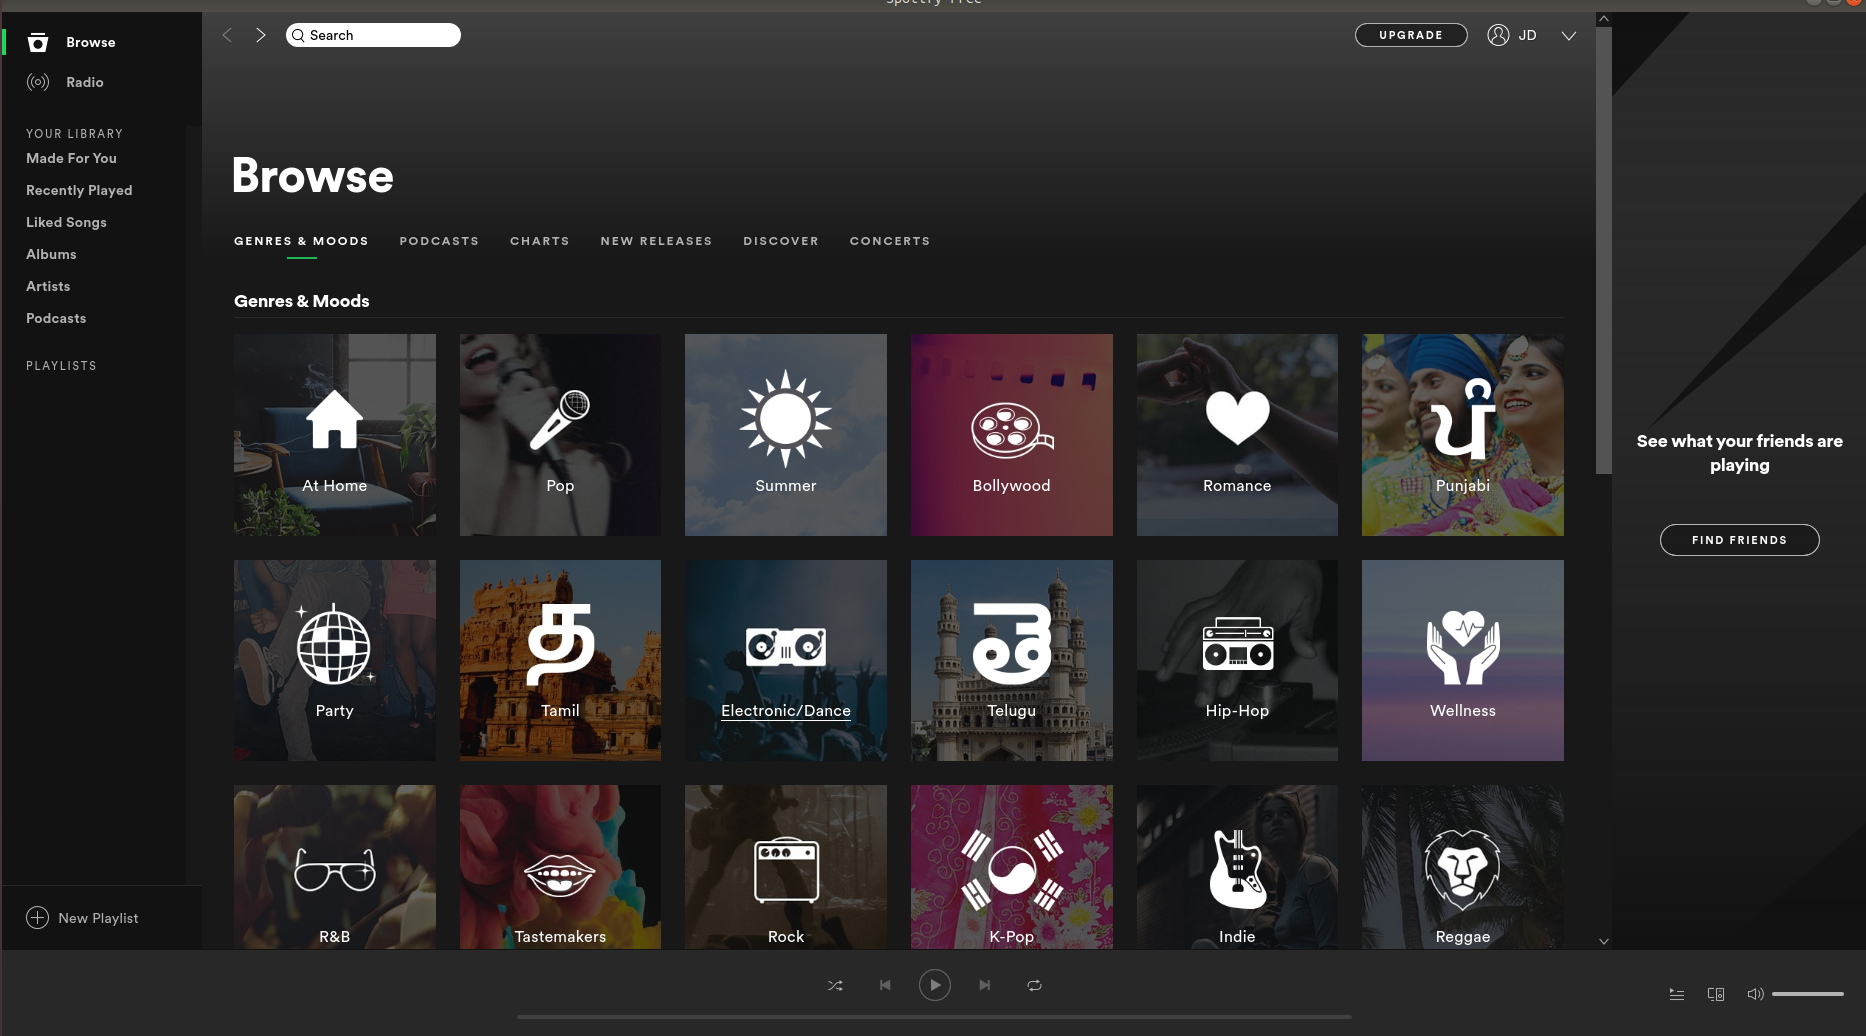 Spotify Free
Browse
Radio
YOUR LIBRARY
Made For You
Recently Played
Liked Songs
Albums
Artists
Podcasts
PLAYLISTS
New Playlist
Search
UPGRADE
JD
Browse
GENRES & MOODS PODCASTS CHARTS NEW RELEASES DISCOVER CONCERTS
Genres & Moods
At Home
Pop
Summer
Bollywood
Romance
ਪੰ
Punjabi
Party
த
Tamil
Electronic/Dance
తె
Telugu
Hip-Hop
Wellness
R&B
Tastemakers
Rock
K-Pop
Indie
Reggae
See what your friends are
playing
FIND FRIENDS